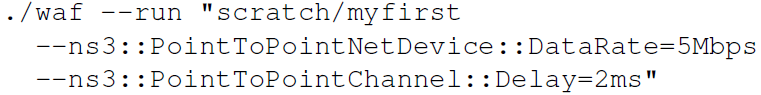 ./waf --run "scratch/myfirst
--ns3::PointToPointNetDevice::DataRate=5Mbps
--ns3::PointToPointChannel::Delay=2ms"